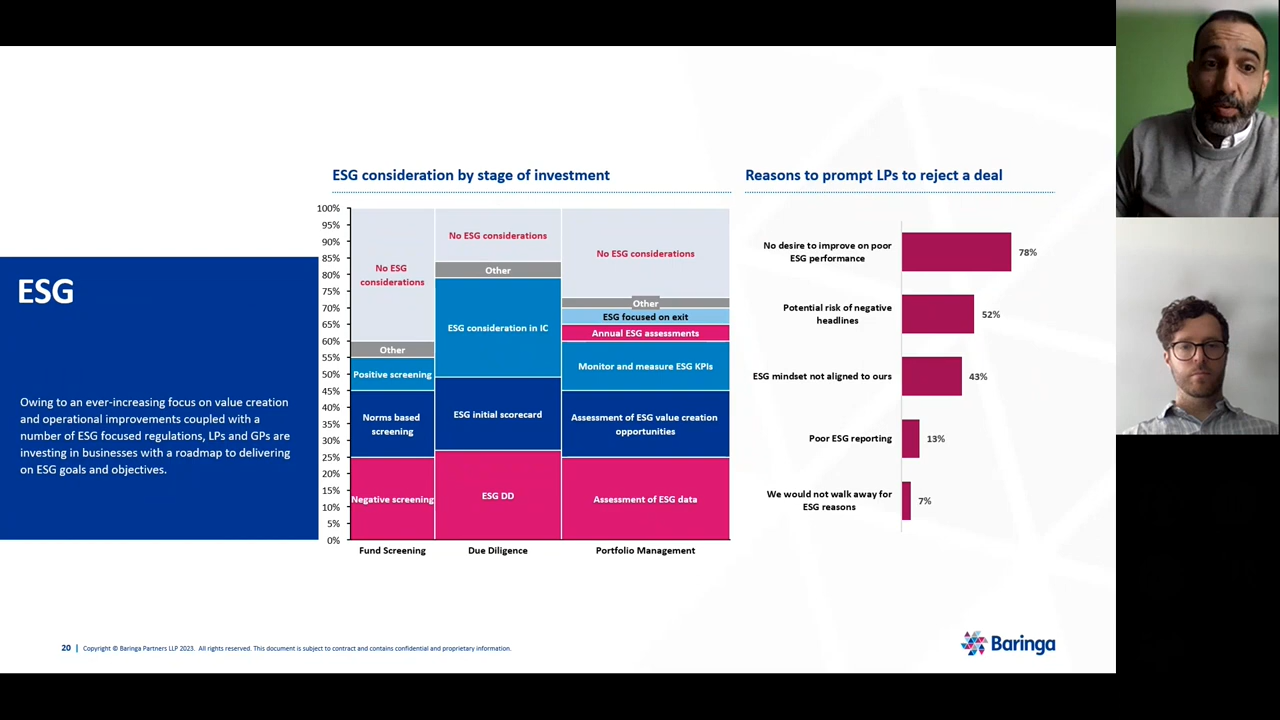 ESG
Owing to an ever-increasing focus on value creation
and operational improvements coupled with a
number of ESG focused regulations, LPs and GPs are
investing in businesses with a roadmap to delivering
on ESG goals and objectives.
ESG consideration by stage of investment
100%
95%
90%
85%
80%
75%
70%
65%
60%
55%
50%
45%
40%
35%
30%
25%
20%
15%
10%
5%
0%
No ESG
considerations
Other
Positive screening
Norms based
screening
Negative screening
Fund Screening
No ESG considerations
Other
ESG consideration in IC
ESG initial scorecard
ESG DD
Due Diligence
No ESG considerations
Other
ESG focused on exit
Annual ESG assessments
Monitor and measure ESG KPIs
Assessment of ESG value creation
opportunities
Assessment of ESG data
Portfolio Management
Reasons to prompt LPs to reject a deal
No desire to improve on poor
ESG performance
78%
Potential risk of negative
headlines
52%
ESG mindset not aligned to ours
43%
Poor ESG reporting
13%
We would not walk away for
ESG reasons
7%
20 | Copyright © Baringa Partners LLP 2023. All rights reserved. This document is subject to contract and contains confidential and proprietary information.
Baringa